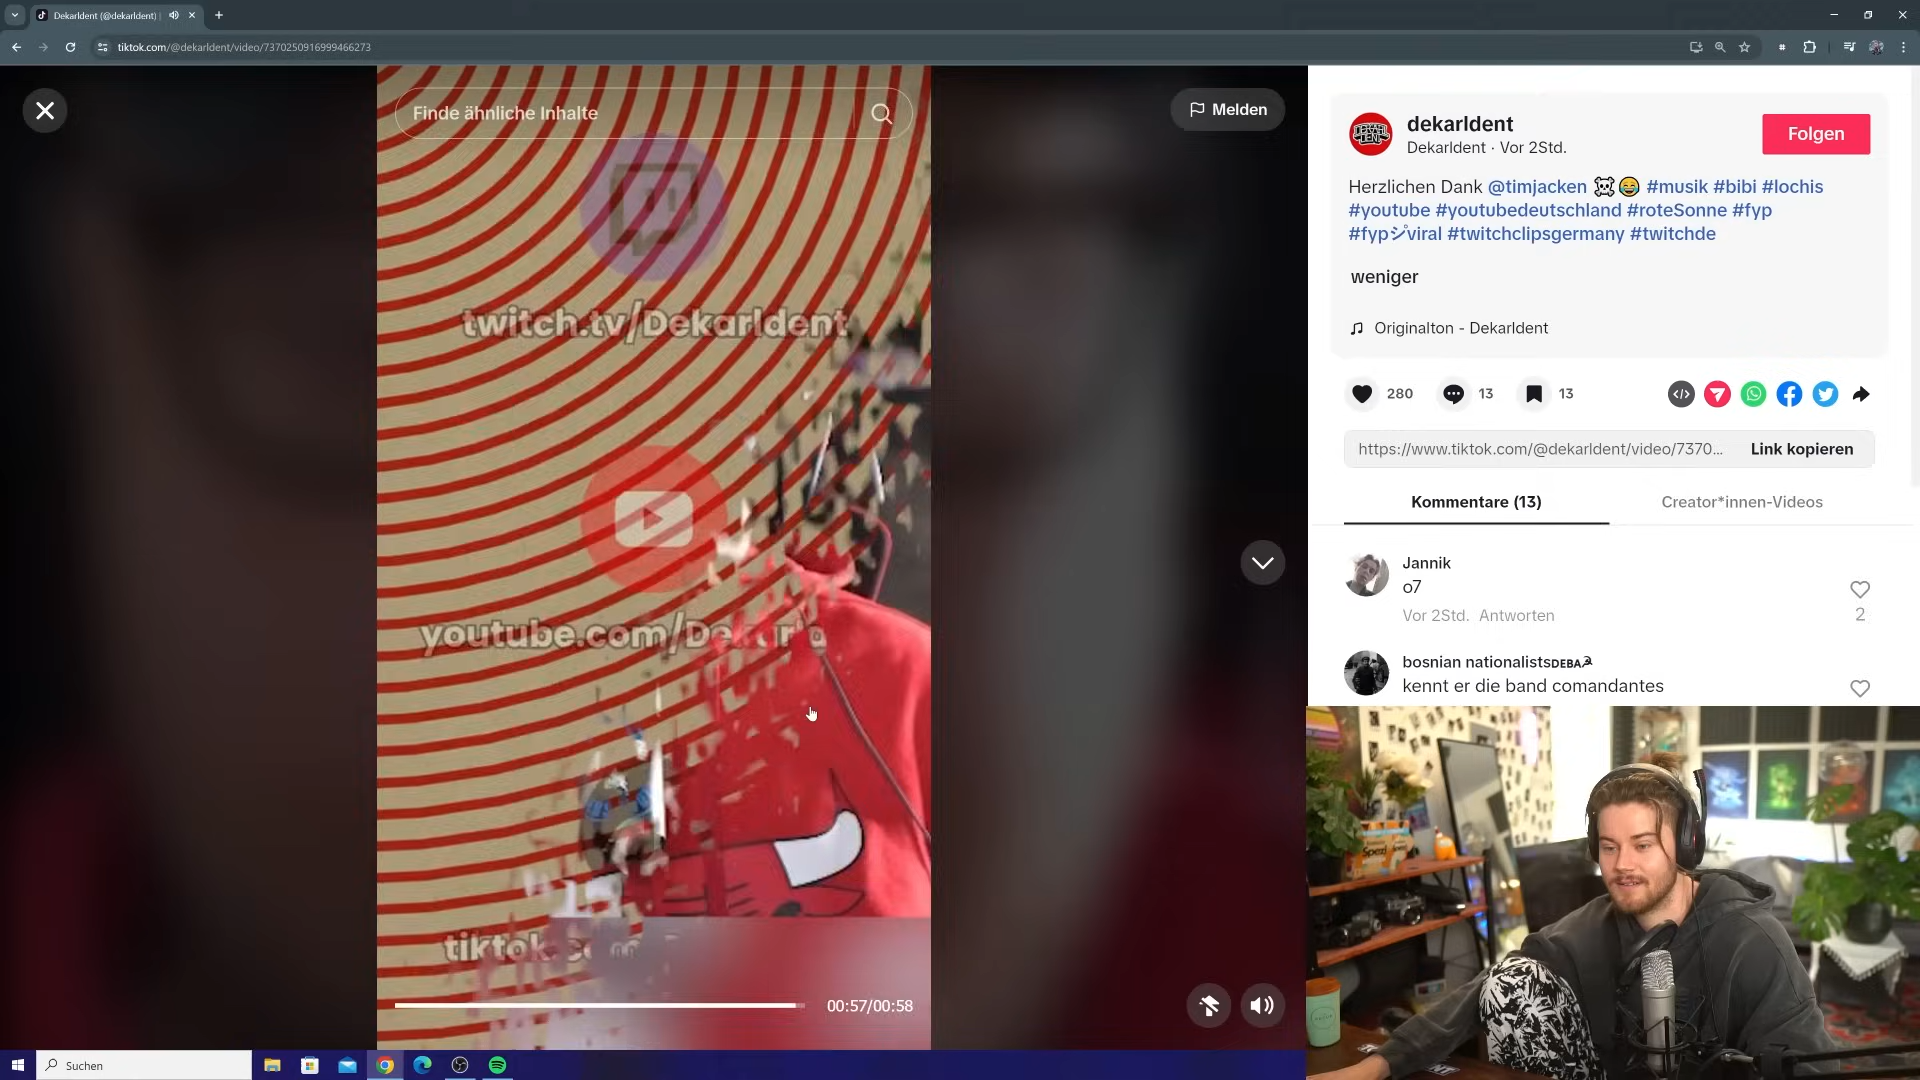 Dekarldent (@dekarldent) |
tiktok.com/@dekarldent/video/7370250916999466273
Finde ähnliche Inhalte
Melden
twitch.tv/Dekarldent
youtube.com/Dekarld
tiktok.com
00:57/00:58
dekarldent
Dekarldent · Vor 2Std.
Folgen
Herzlichen Dank @timjacken ☠️😂 #musik #bibi #lochis
#youtube #youtubedeutschland #roteSonne #fyp
#fypシviral #twitchclipsgermany #twitchde
weniger
Originalton - Dekarldent
280
13
13
https://www.tiktok.com/@dekarldent/video/7370...
Link kopieren
Kommentare (13)
Creator*innen-Videos
Jannik
o7
Vor 2Std. Antworten
2
bosnian nationalistsᴅᴇʙᴀ☭
kennt er die band comandantes
Spezi
Suchen